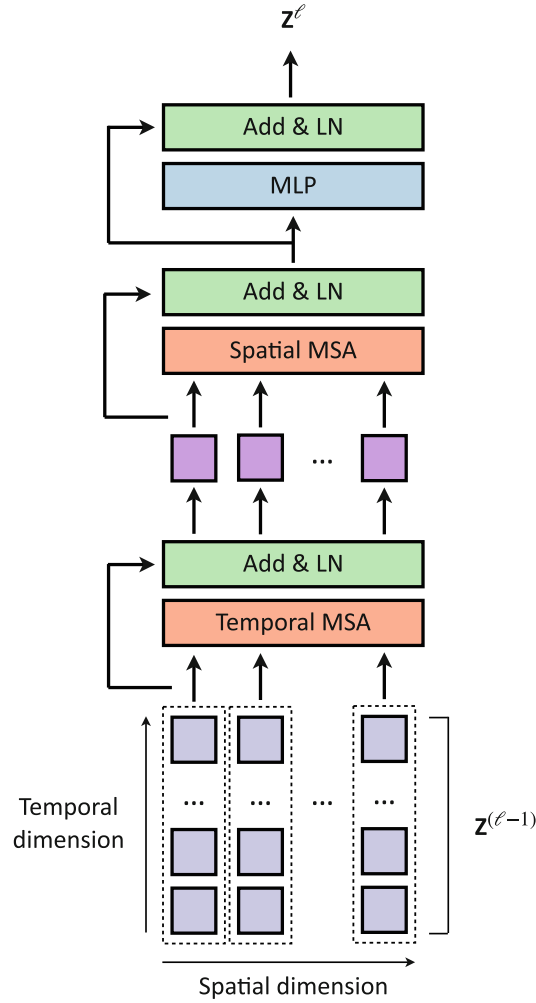 Z^ℓ
Add & LN
MLP
Add & LN
Spatial MSA
...
Add & LN
Temporal MSA
... ... ... ...
Temporal
dimension
Z^(ℓ−1)
Spatial dimension